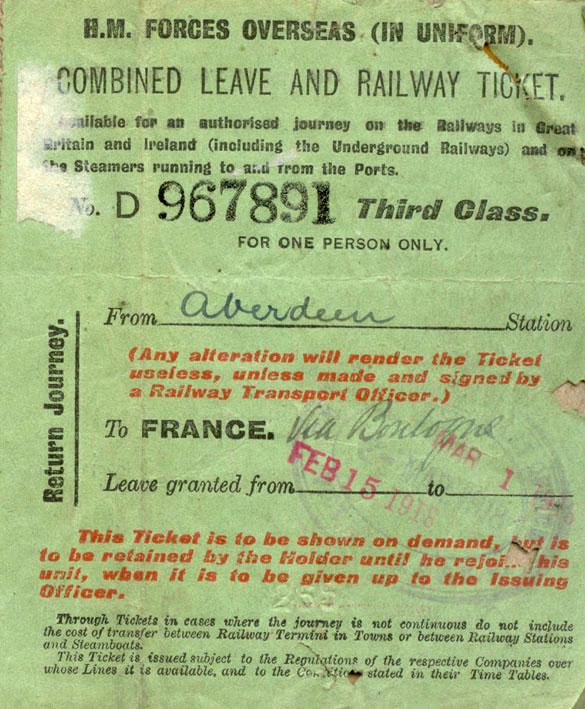 H.M. FORCES OVERSEAS (IN UNIFORM).
COMBINED LEAVE AND RAILWAY TICKET.
Available for an authorised journey on the Railways in Great
Britain and Ireland (including the Underground Railways) and on
the Steamers running to and from the Ports.
No. D 967891 Third Class.
FOR ONE PERSON ONLY.
Return Journey.
From Aberdeen Station
(Any alteration will render the Ticket
useless, unless made and signed by
a Railway Transport Officer.)
To FRANCE. Via Boulogne
Leave granted from FEB 15 1918 to MAR 1
This Ticket is to be shown on demand, but is
to be retained by the Holder until he rejoins his
unit, when it is to be given up to the Issuing
Officer.
255
Through Tickets in cases where the journey is not continuous do not include
the cost of transfer between Railway Termini in Towns or between Railway Stations
and Steamboats.
This Ticket is issued subject to the Regulations of the respective Companies over
whose Lines it is available, and to the Conditions stated in their Time Tables.